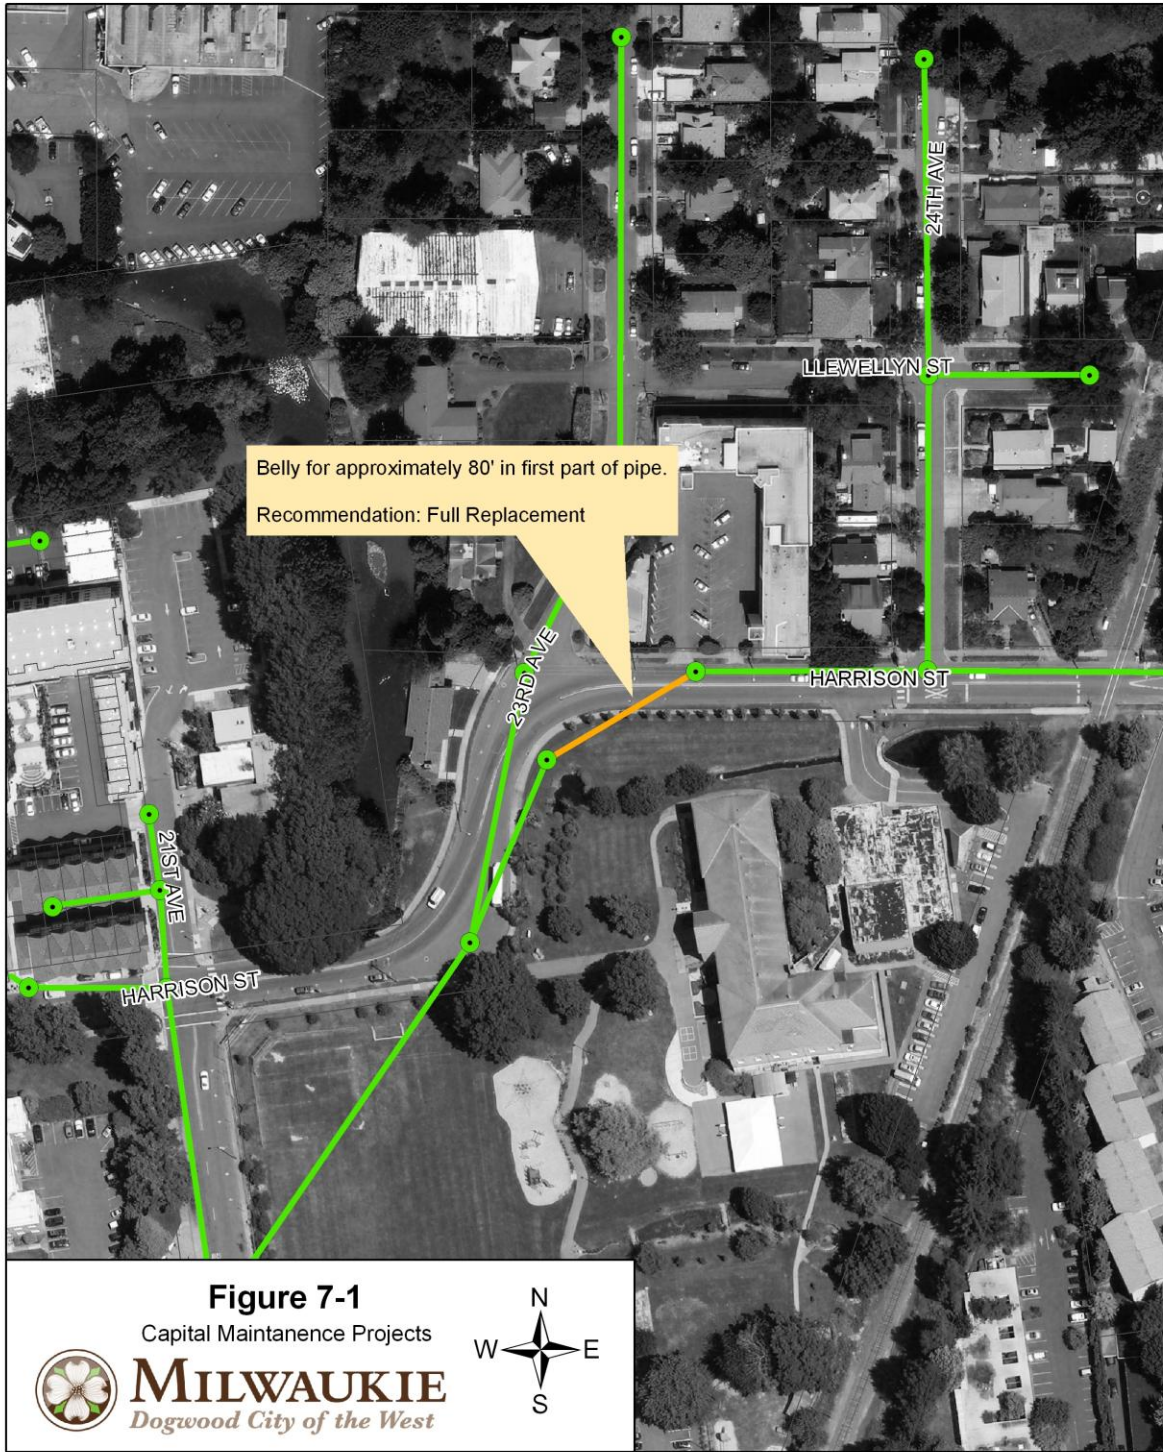 24TH AVE
LLEWELLYN ST
Belly for approximately 80' in first part of pipe.
Recommendation: Full Replacement
23RD AVE
HARRISON ST
21ST AVE
HARRISON ST
Figure 7-1
Capital Maintanence Projects
MILWAUKIE
Dogwood City of the West
N
W E
S